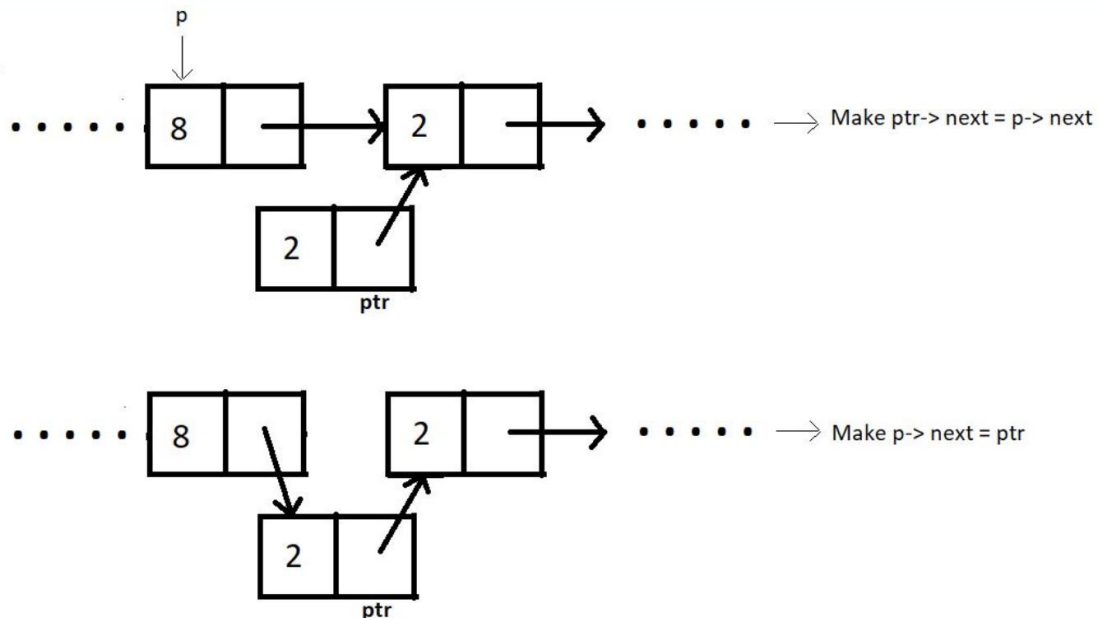 p
8 2 Make ptr-> next = p-> next
2
ptr
8 2 Make p-> next = ptr
2
ptr